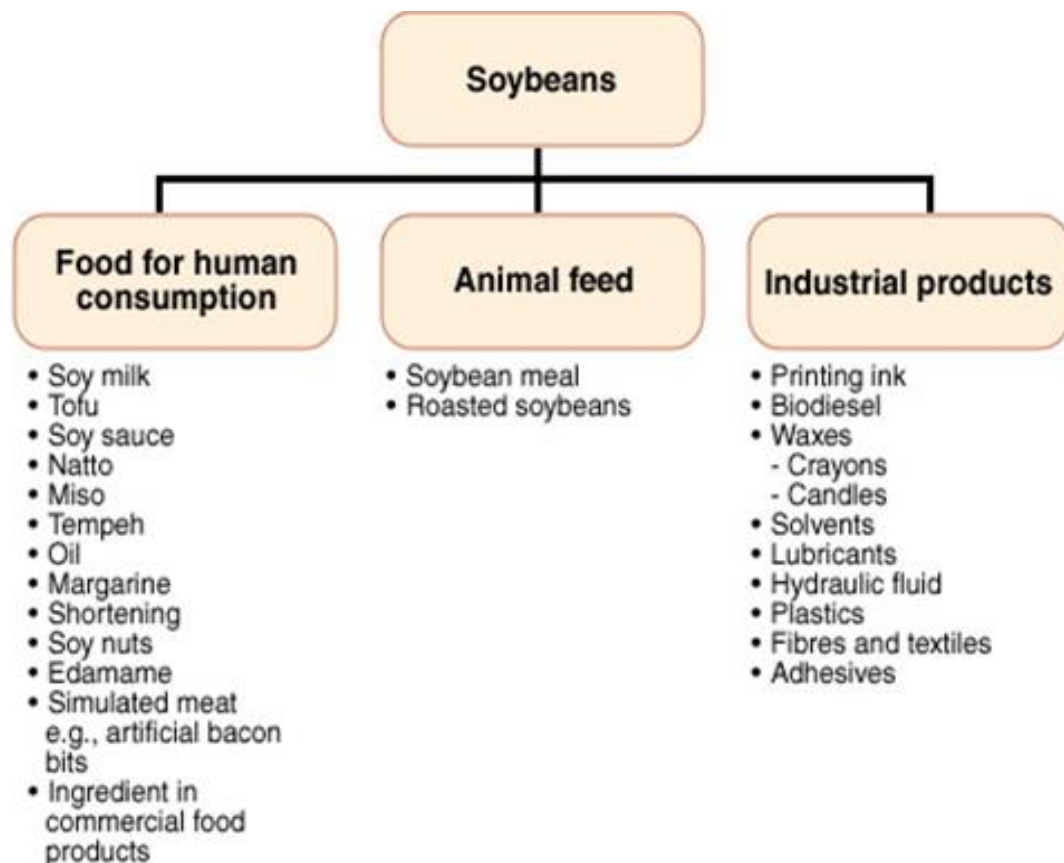 Soybeans
Food for human
consumption
• Soy milk
• Tofu
• Soy sauce
• Natto
• Miso
• Tempeh
• Oil
• Margarine
• Shortening
• Soy nuts
• Edamame
• Simulated meat
e.g., artificial bacon
bits
• Ingredient in
commercial food
products
Animal feed
• Soybean meal
• Roasted soybeans
Industrial products
• Printing ink
• Biodiesel
• Waxes
- Crayons
- Candles
• Solvents
• Lubricants
• Hydraulic fluid
• Plastics
• Fibres and textiles
• Adhesives